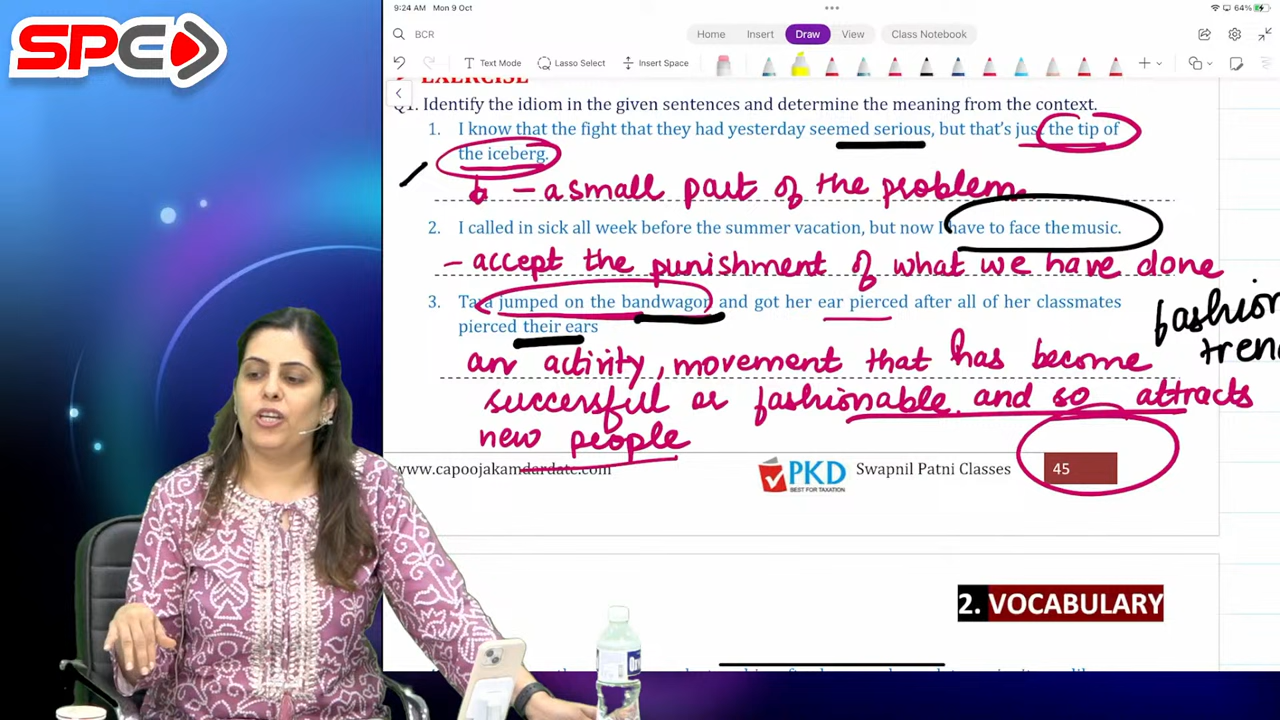 9:24 AM Mon 9 Oct
64%
SPC
BCR
Home Insert Draw View Class Notebook
Text Mode Lasso Select Insert Space
EXERCISE
Q1. Identify the idiom in the given sentences and determine the meaning from the context.
1. I know that the fight that they had yesterday seemed serious, but that's just the tip of
the iceberg.
– a small part of the problem.
2. I called in sick all week before the summer vacation, but now I have to face the music.
– accept the punishment of what we have done
3. Tara jumped on the bandwagon and got her ear pierced after all of her classmates
pierced their ears
fashion
tren
an activity, movement that has become
successful or fashionable and so attracts
new people
www.capoojakamdardatc.com
PKD
BEST FOR TAXATION
Swapnil Patni Classes
45
2. VOCABULARY